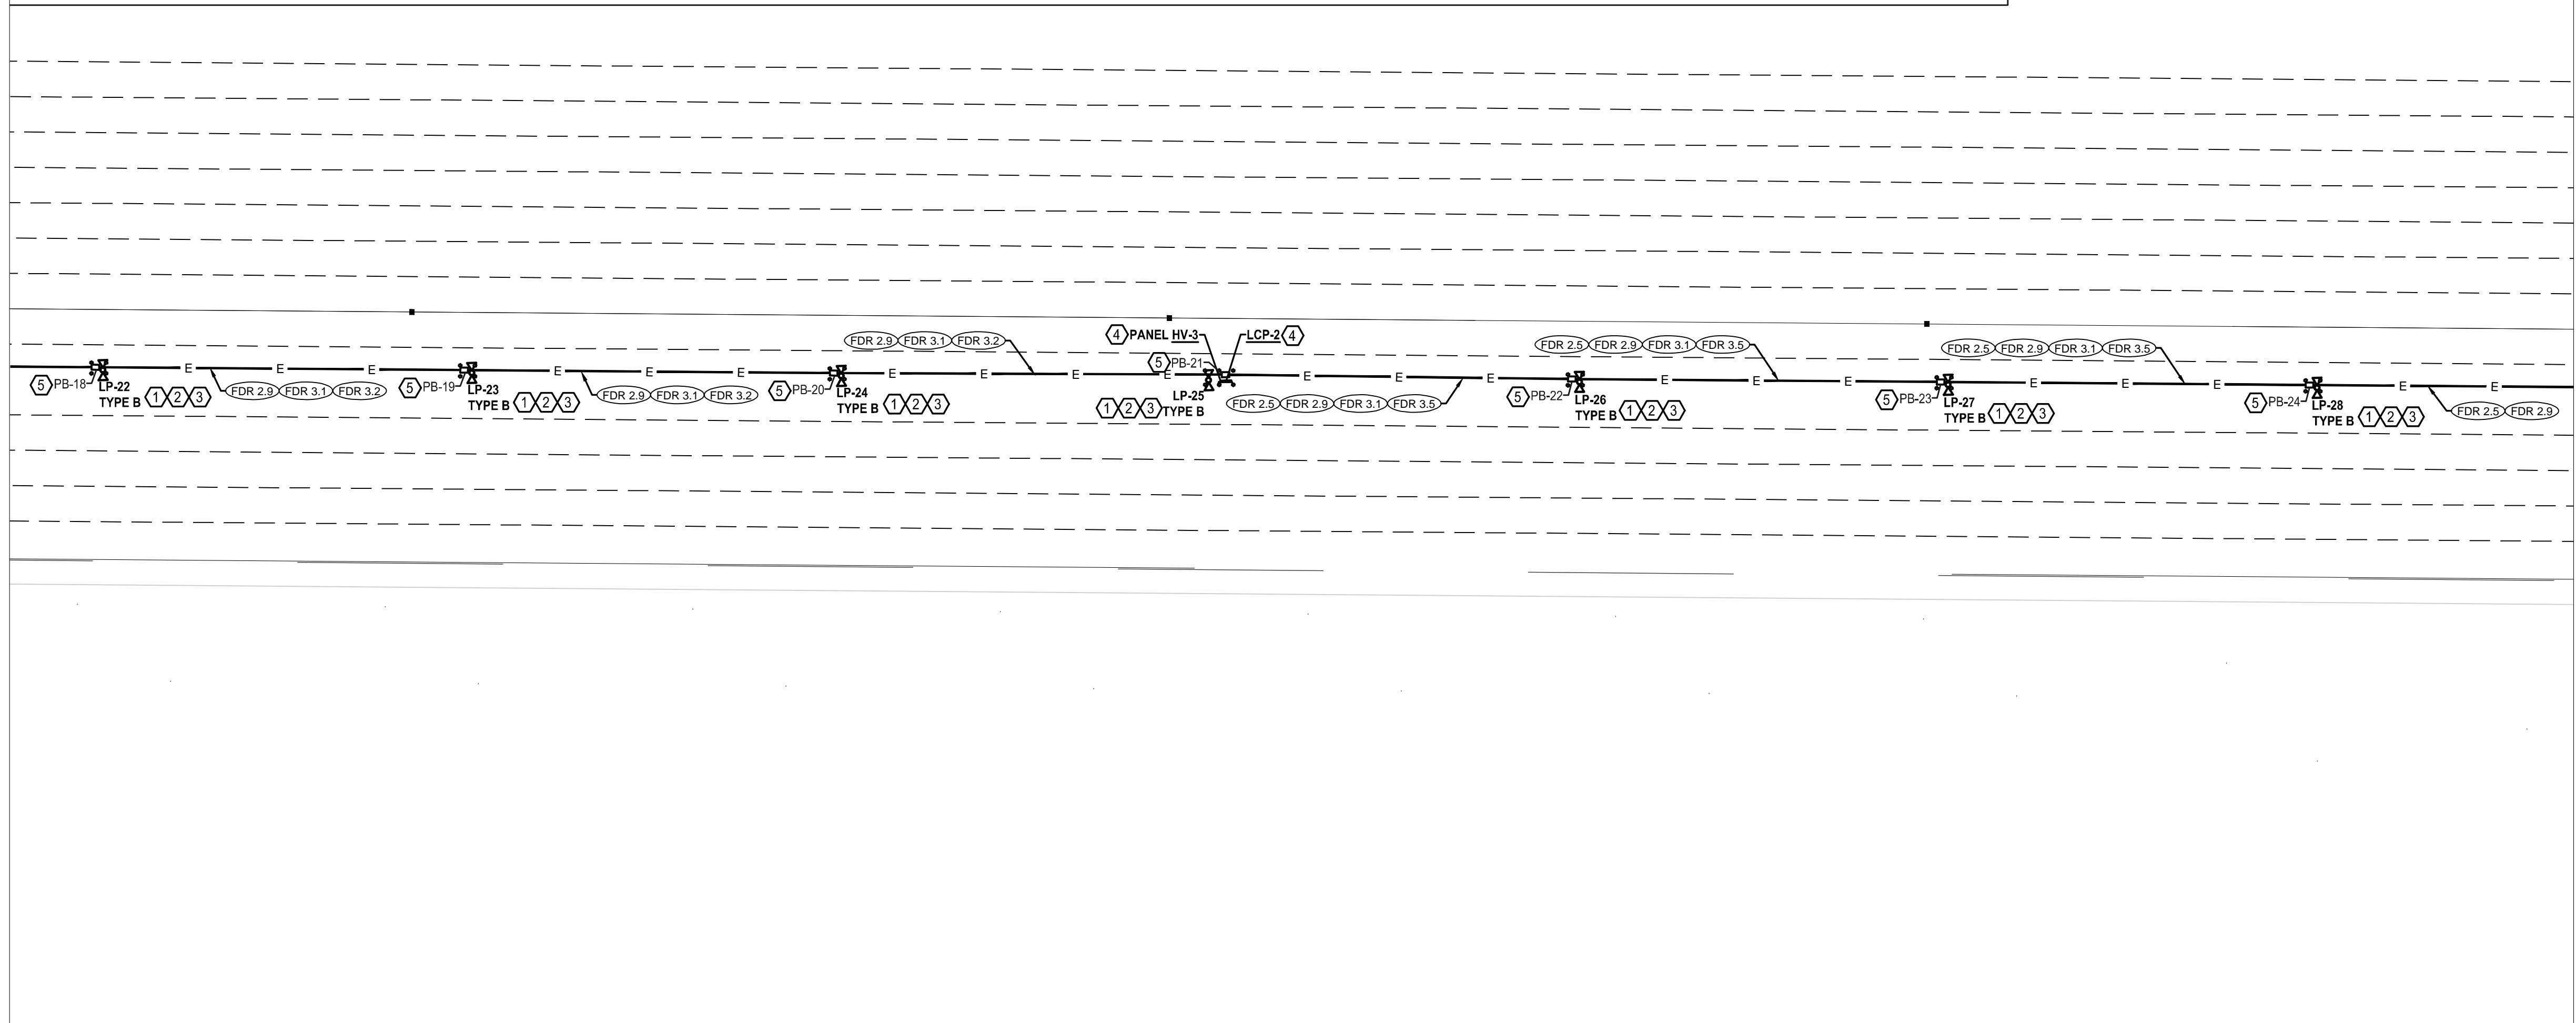 FDR 2.9 FDR 3.1 FDR 3.2
4 PANEL HV-3
LCP-2 4
FDR 2.5 FDR 2.9 FDR 3.1 FDR 3.5
FDR 2.5 FDR 2.9 FDR 3.1 FDR 3.5
5 PB-18
LP-22
TYPE B 1 2 3
E E E
FDR 2.9 FDR 3.1 FDR 3.2
5 PB-19
LP-23
TYPE B 1 2 3
E E E
FDR 2.9 FDR 3.1 FDR 3.2
5 PB-20
LP-24
TYPE B 1 2 3
E E E E
5 PB-21
LP-25
1 2 3 TYPE B
E E E
FDR 2.5 FDR 2.9 FDR 3.1 FDR 3.5
5 PB-22
LP-26
TYPE B 1 2 3
E E E
5 PB-23
LP-27
TYPE B 1 2 3
E E E
5 PB-24
LP-28
TYPE B 1 2 3
E E
FDR 2.5 FDR 2.9